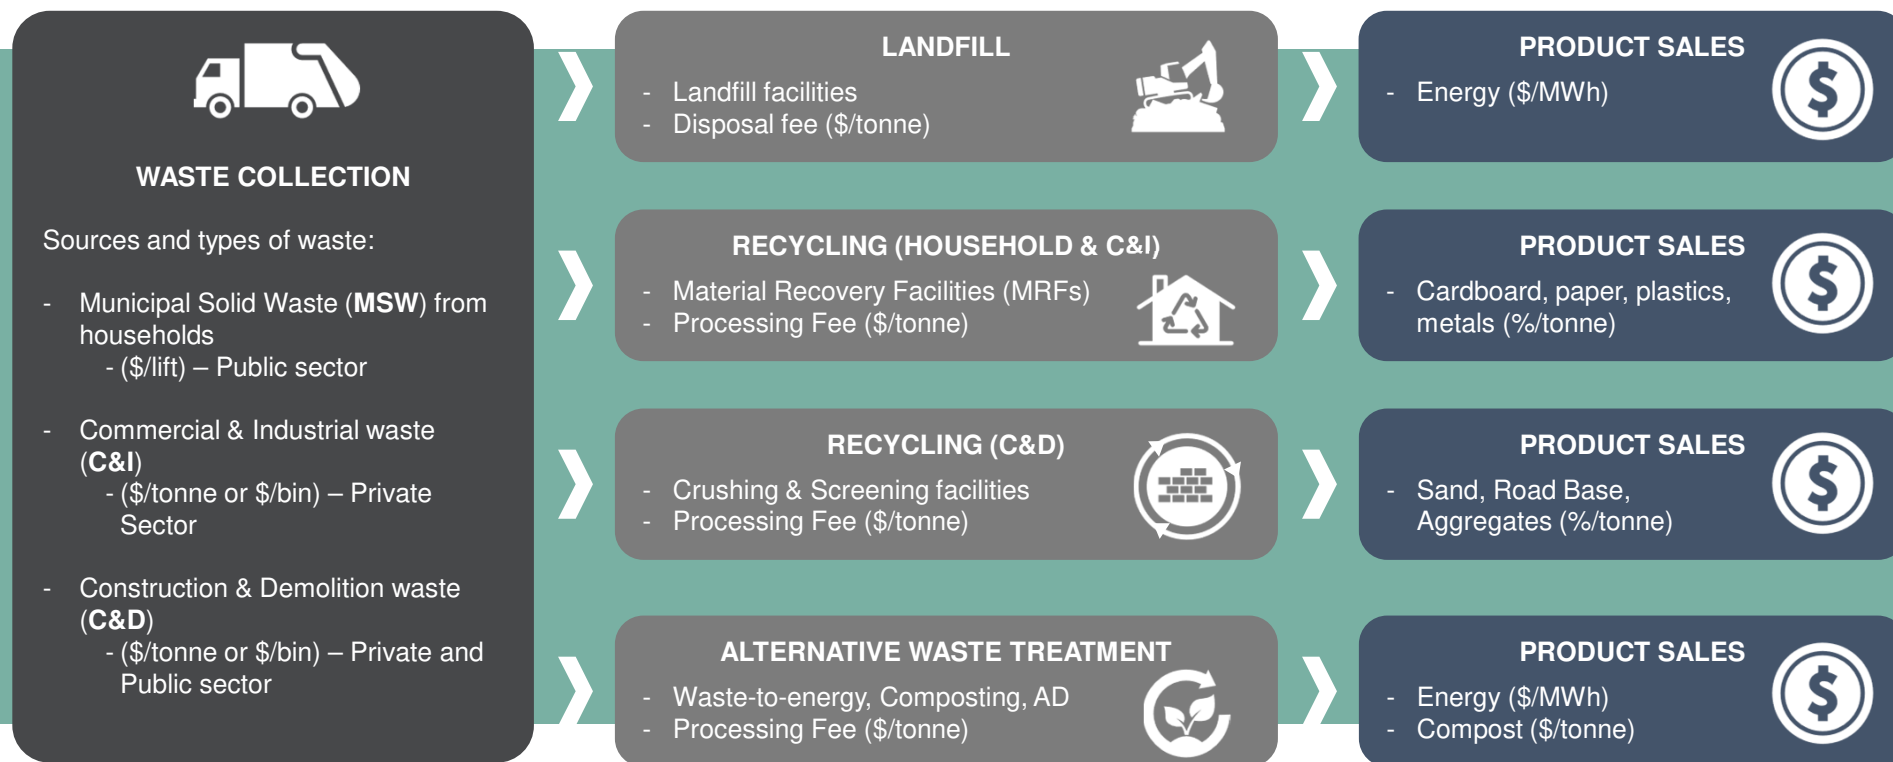 WASTE COLLECTION
Sources and types of waste:
- Municipal Solid Waste (MSW) from
households
- ($/lift) – Public sector
- Commercial & Industrial waste
(C&I)
- ($/tonne or $/bin) – Private
Sector
- Construction & Demolition waste
(C&D)
- ($/tonne or $/bin) – Private and
Public sector
LANDFILL
- Landfill facilities
- Disposal fee ($/tonne)
PRODUCT SALES
- Energy ($/MWh)
$
RECYCLING (HOUSEHOLD & C&I)
- Material Recovery Facilities (MRFs)
- Processing Fee ($/tonne)
PRODUCT SALES
- Cardboard, paper, plastics,
metals (%/tonne)
$
RECYCLING (C&D)
- Crushing & Screening facilities
- Processing Fee ($/tonne)
PRODUCT SALES
- Sand, Road Base,
Aggregates (%/tonne)
$
ALTERNATIVE WASTE TREATMENT
- Waste-to-energy, Composting, AD
- Processing Fee ($/tonne)
PRODUCT SALES
- Energy ($/MWh)
- Compost ($/tonne)
$